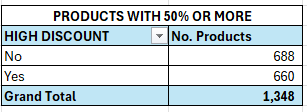 PRODUCTS WITH 50% OR MORE
HIGH DISCOUNT No. Products
No 688
Yes 660
Grand Total 1,348